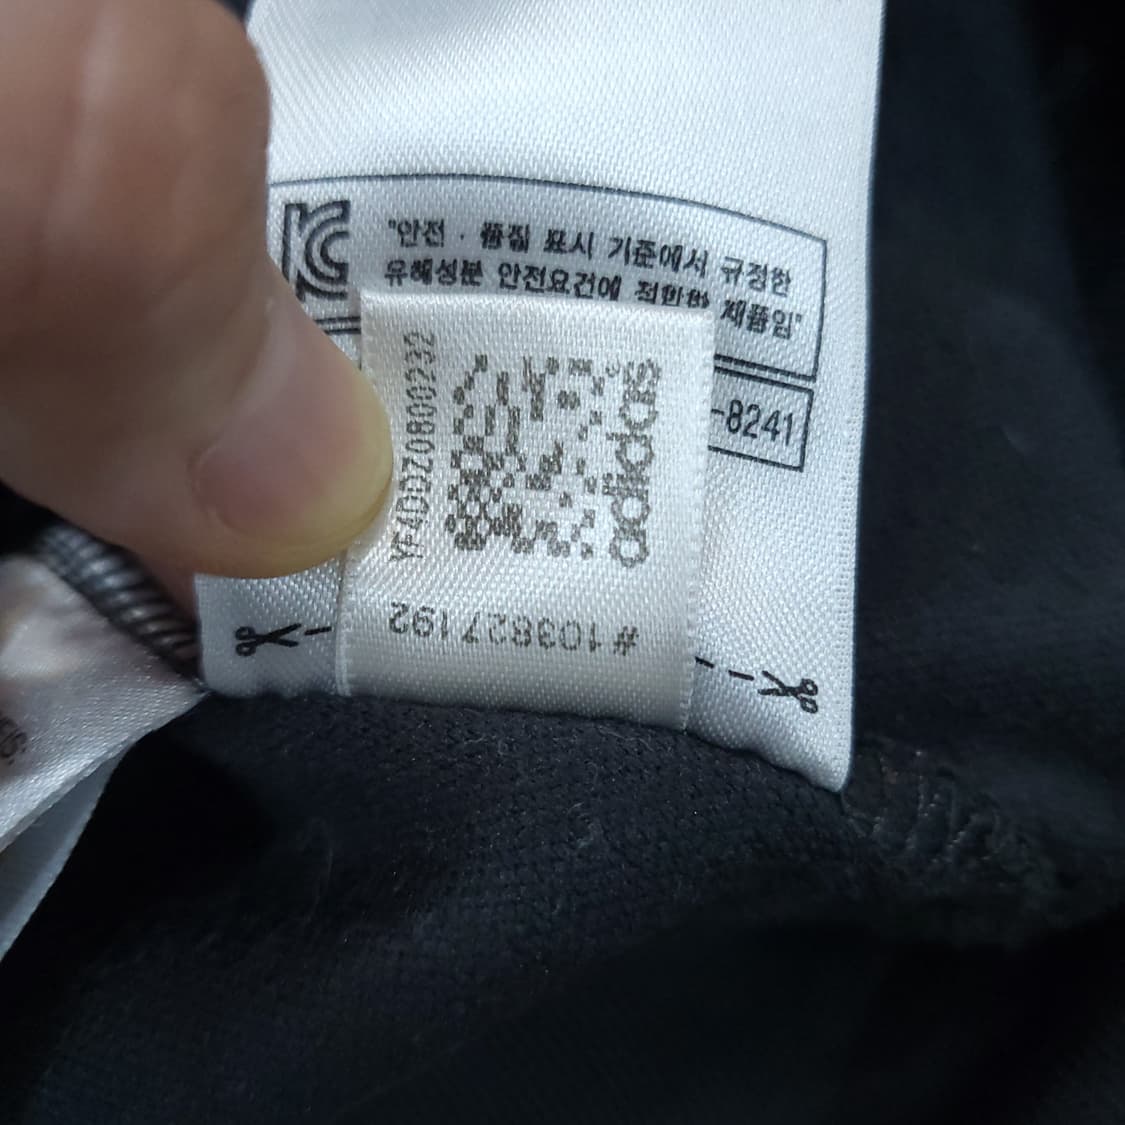 "안전 · 품질 표시 기준에서 규정한
유해성분 안전요건에 적합한 제품임"
-8241
YF4DDZ0800232
adidas
#103827192